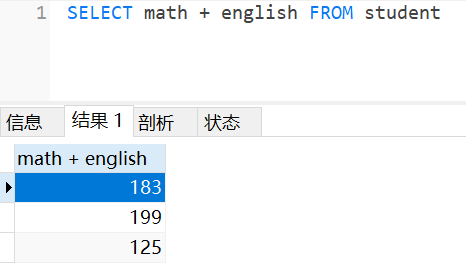 1 SELECT math + english FROM student
信息 结果 1 剖析 状态
math + english
183
199
125